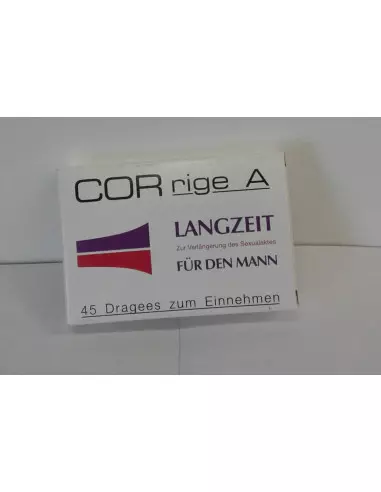 COR rige A
LANGZEIT
Zur Verlängerung des Sexualaktes
FÜR DEN MANN
45 Dragees zum Einnehmen